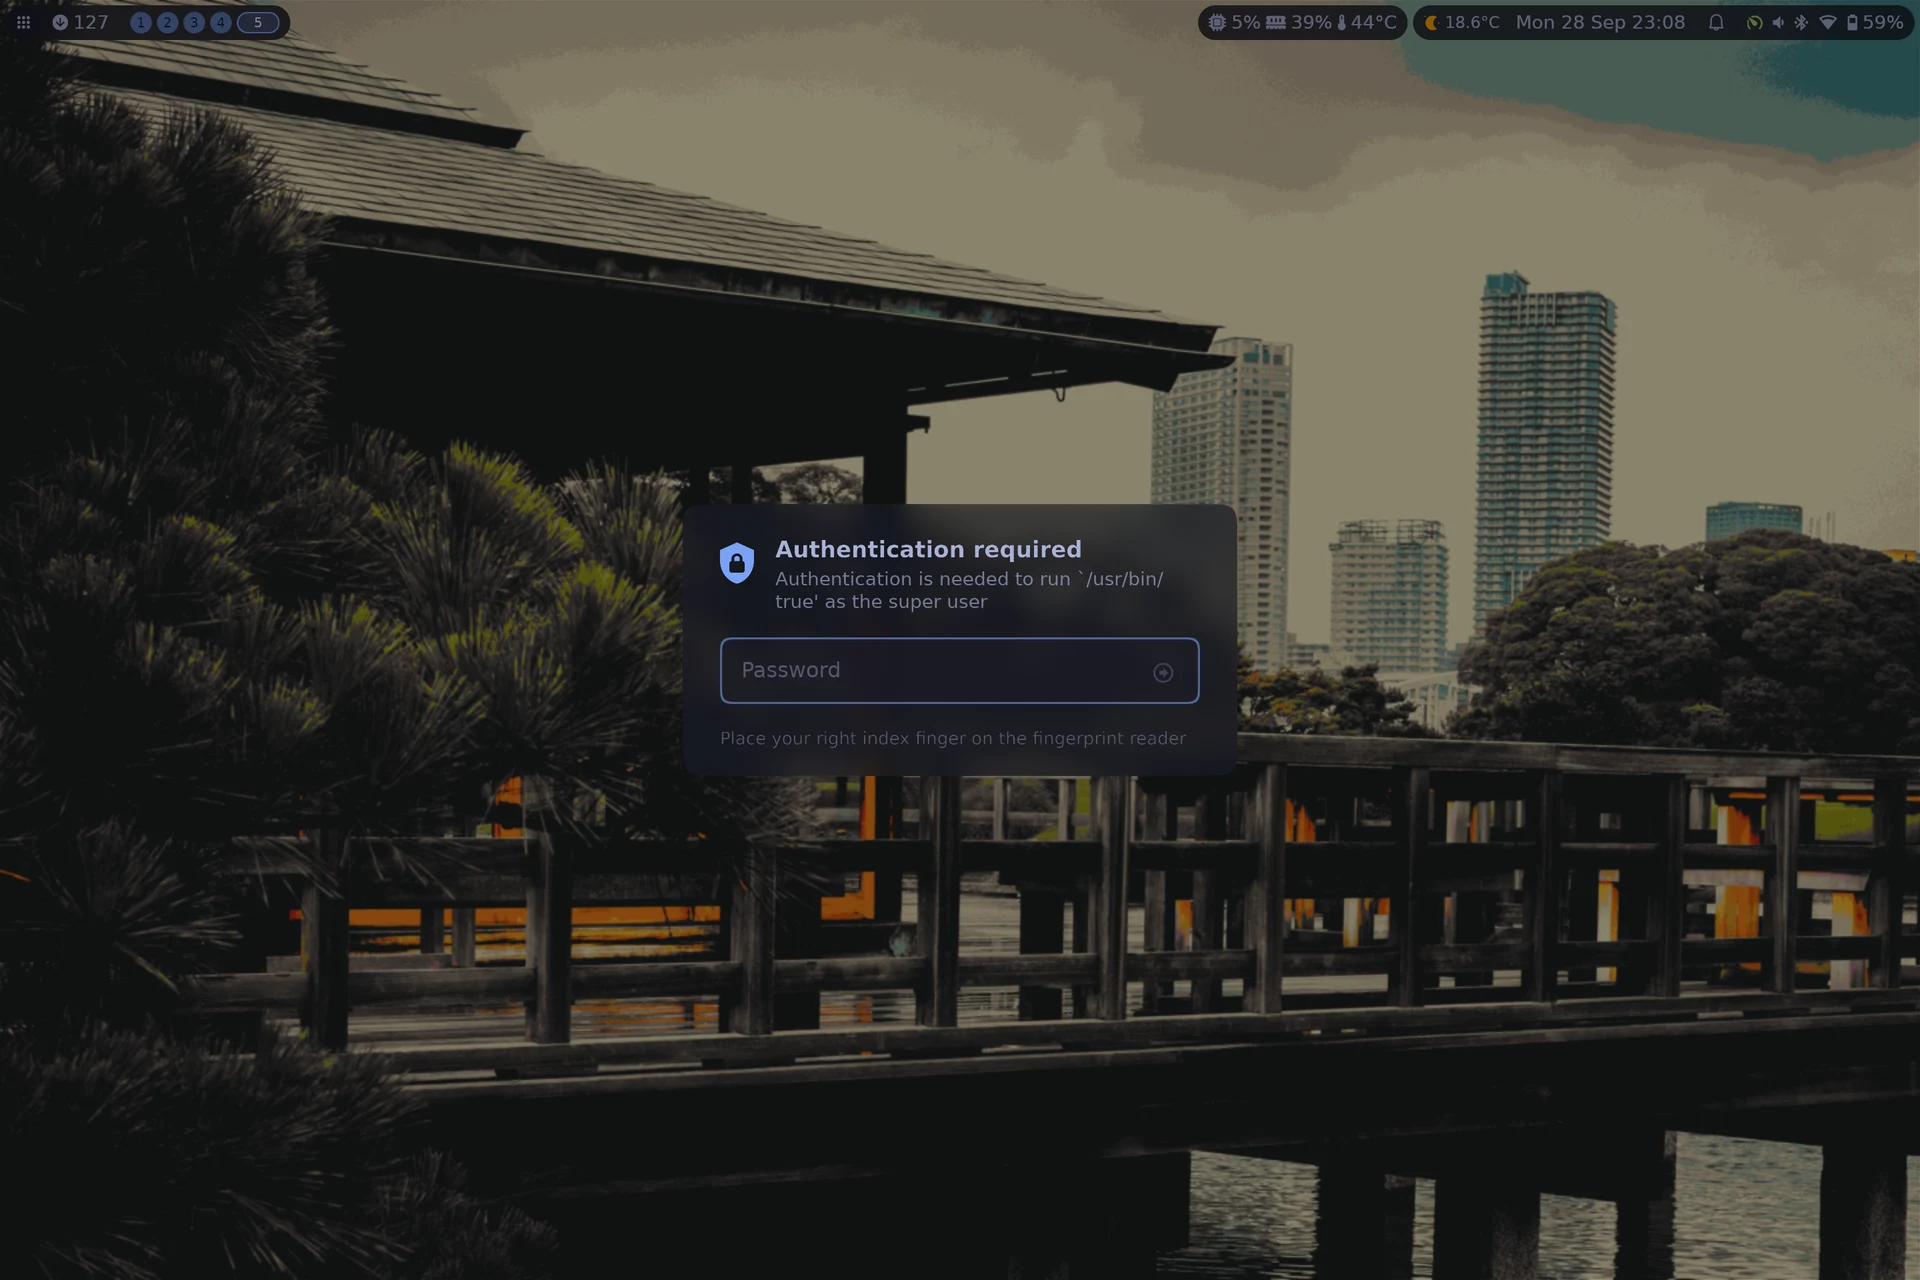 127 1 2 3 4 5
5% 39% 44°C
18.6°C Mon 28 Sep 23:08 59%
Authentication required
Authentication is needed to run `/usr/bin/
true' as the super user
Password
Place your right index finger on the fingerprint reader